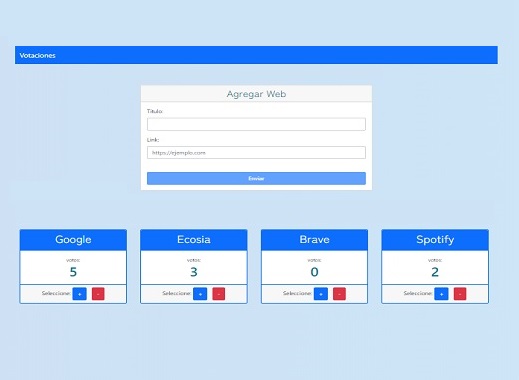 Votaciones
Agregar Web
Titulo:
Link:
https://ejemplo.com
Enviar
Google
votos:
5
Seleccione: + -
Ecosia
votos:
3
Seleccione: + -
Brave
votos:
0
Seleccione: + -
Spotify
votos:
2
Seleccione: + -